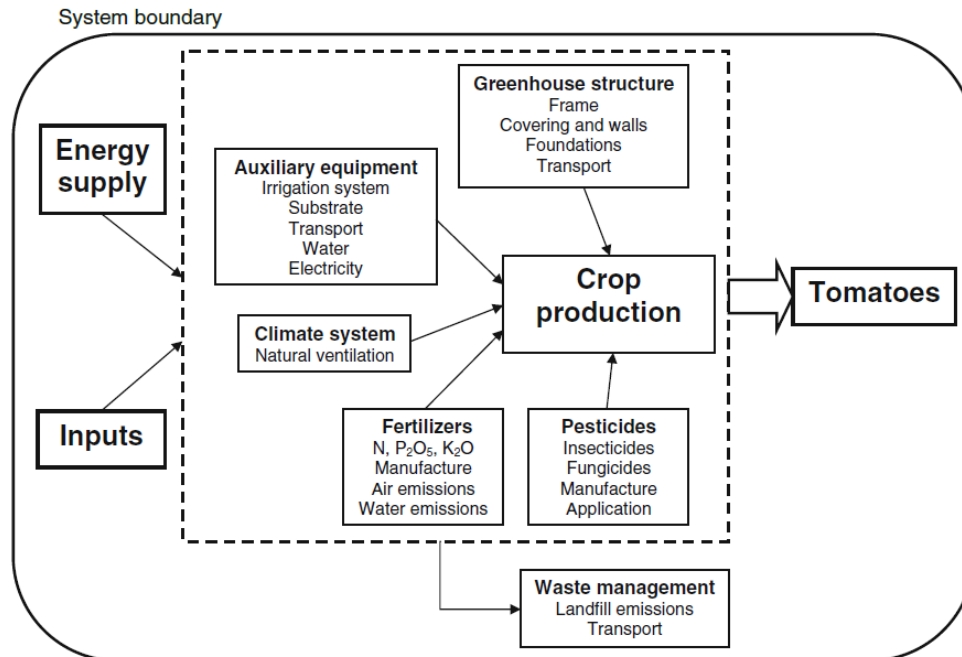 System boundary
Energy
supply
Inputs
Greenhouse structure
Frame
Covering and walls
Foundations
Transport
Auxiliary equipment
Irrigation system
Substrate
Transport
Water
Electricity
Climate system
Natural ventilation
Crop
production
Tomatoes
Fertilizers
N, P₂O₅, K₂O
Manufacture
Air emissions
Water emissions
Pesticides
Insecticides
Fungicides
Manufacture
Application
Waste management
Landfill emissions
Transport